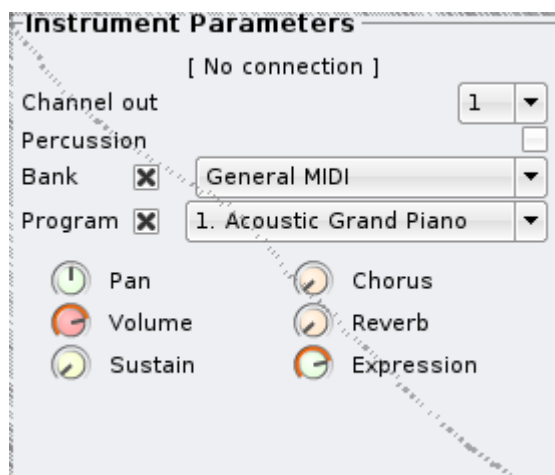 Instrument Parameters
[ No connection ]
Channel out 1
Percussion
Bank General MIDI
Program 1. Acoustic Grand Piano
Pan Chorus
Volume Reverb
Sustain Expression